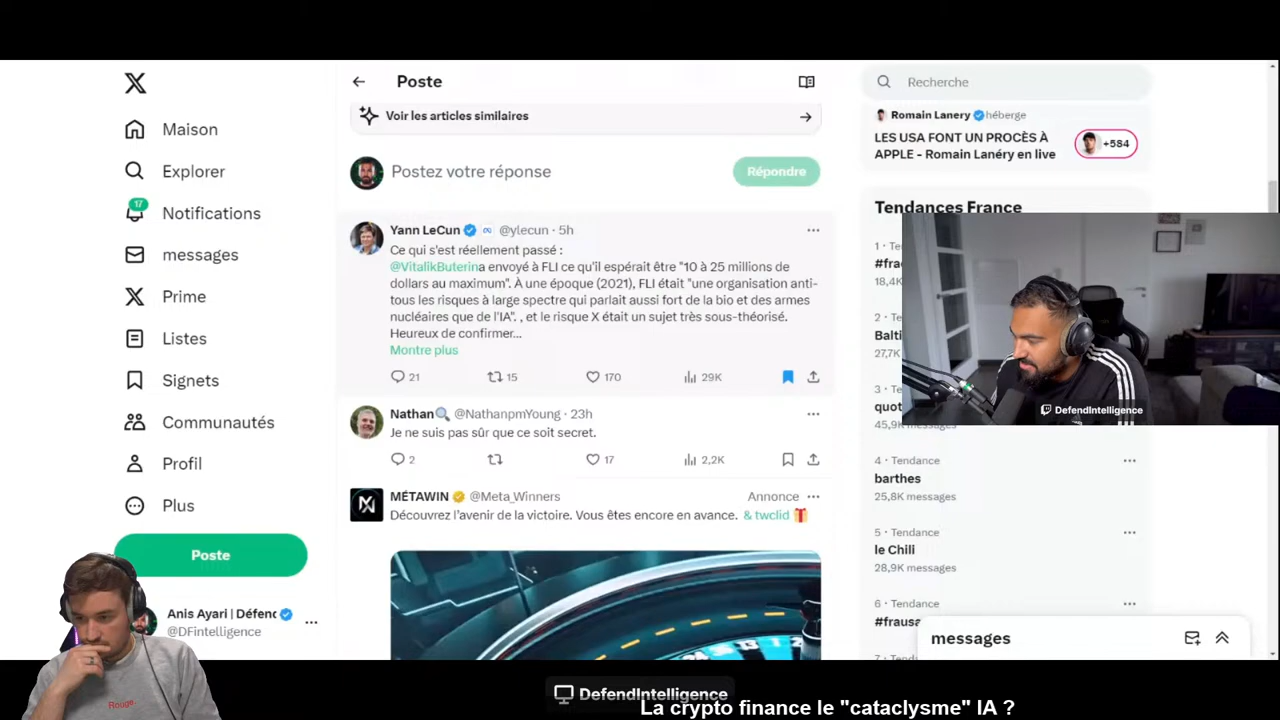 Maison
Explorer
17
Notifications
messages
Prime
Listes
Signets
Communautés
Profil
Plus
Poste
Anis Ayari | Défenc
@DFintelligence
Poste
Voir les articles similaires
Postez votre réponse
Répondre
Yann LeCun @ylecun · 5h
Ce qui s'est réellement passé :
@VitalikButerina envoyé à FLI ce qu'il espérait être "10 à 25 millions de
dollars au maximum". À une époque (2021), FLI était "une organisation anti-
tous les risques à large spectre qui parlait aussi fort de la bio et des armes
nucléaires que de l'IA". , et le risque X était un sujet très sous-théorisé.
Heureux de confirmer...
Montre plus
21 15 170 29K
Nathan @NathanpmYoung · 23h
Je ne suis pas sûr que ce soit secret.
2 17 2,2K
MÉTAWIN @Meta_Winners Annonce
Découvrez l'avenir de la victoire. Vous êtes encore en avance. & twclid
Recherche
Romain Lanery héberge
LES USA FONT UN PROCÈS À
APPLE - Romain Lanéry en live
+584
Tendances France
1 ·
#fra
18,4K
2 ·
Balti
27,7K
3 ·
quot
45,9K messages
4 · Tendance
barthes
25,8K messages
5 · Tendance
le Chili
28,9K messages
6 · Tendance
#frausa
messages
DefendIntelligence
Rouge.
DefendIntelligence
La crypto finance le "cataclysme" IA ?